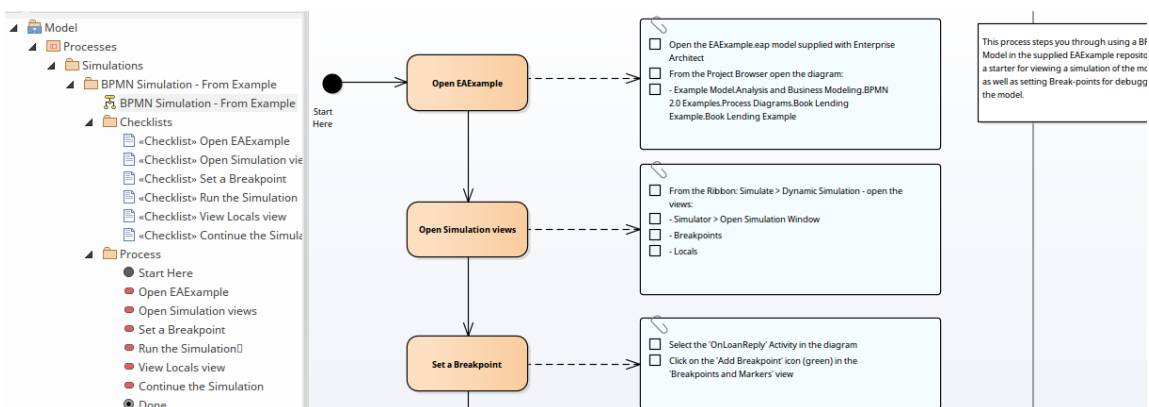 Model
Processes
Simulations
BPMN Simulation - From Example
BPMN Simulation - From Example
Checklists
«Checklist» Open EAExample
«Checklist» Open Simulation vie
«Checklist» Set a Breakpoint
«Checklist» Run the Simulation
«Checklist» View Locals view
«Checklist» Continue the Simula
Process
Start Here
Open EAExample
Open Simulation views
Set a Breakpoint
Run the Simulation
View Locals view
Continue the Simulation
Done
Start
Here
Open EAExample
Open the EAExample.eap model supplied with Enterprise
Architect
From the Project Browser open the diagram:
- Example Model.Analysis and Business Modeling.BPMN
2.0 Examples.Process Diagrams.Book Lending
Example.Book Lending Example
This process steps you through using a BP
Model in the supplied EAExample reposito
a starter for viewing a simulation of the mo
as well as setting Break-points for debugg
the model.
Open Simulation views
From the Ribbon: Simulate > Dynamic Simulation - open the
views:
- Simulator > Open Simulation Window
- Breakpoints
- Locals
Set a Breakpoint
Select the 'OnLoanReply' Activity in the diagram
Click on the 'Add Breakpoint' icon (green) in the
'Breakpoints and Markers' view